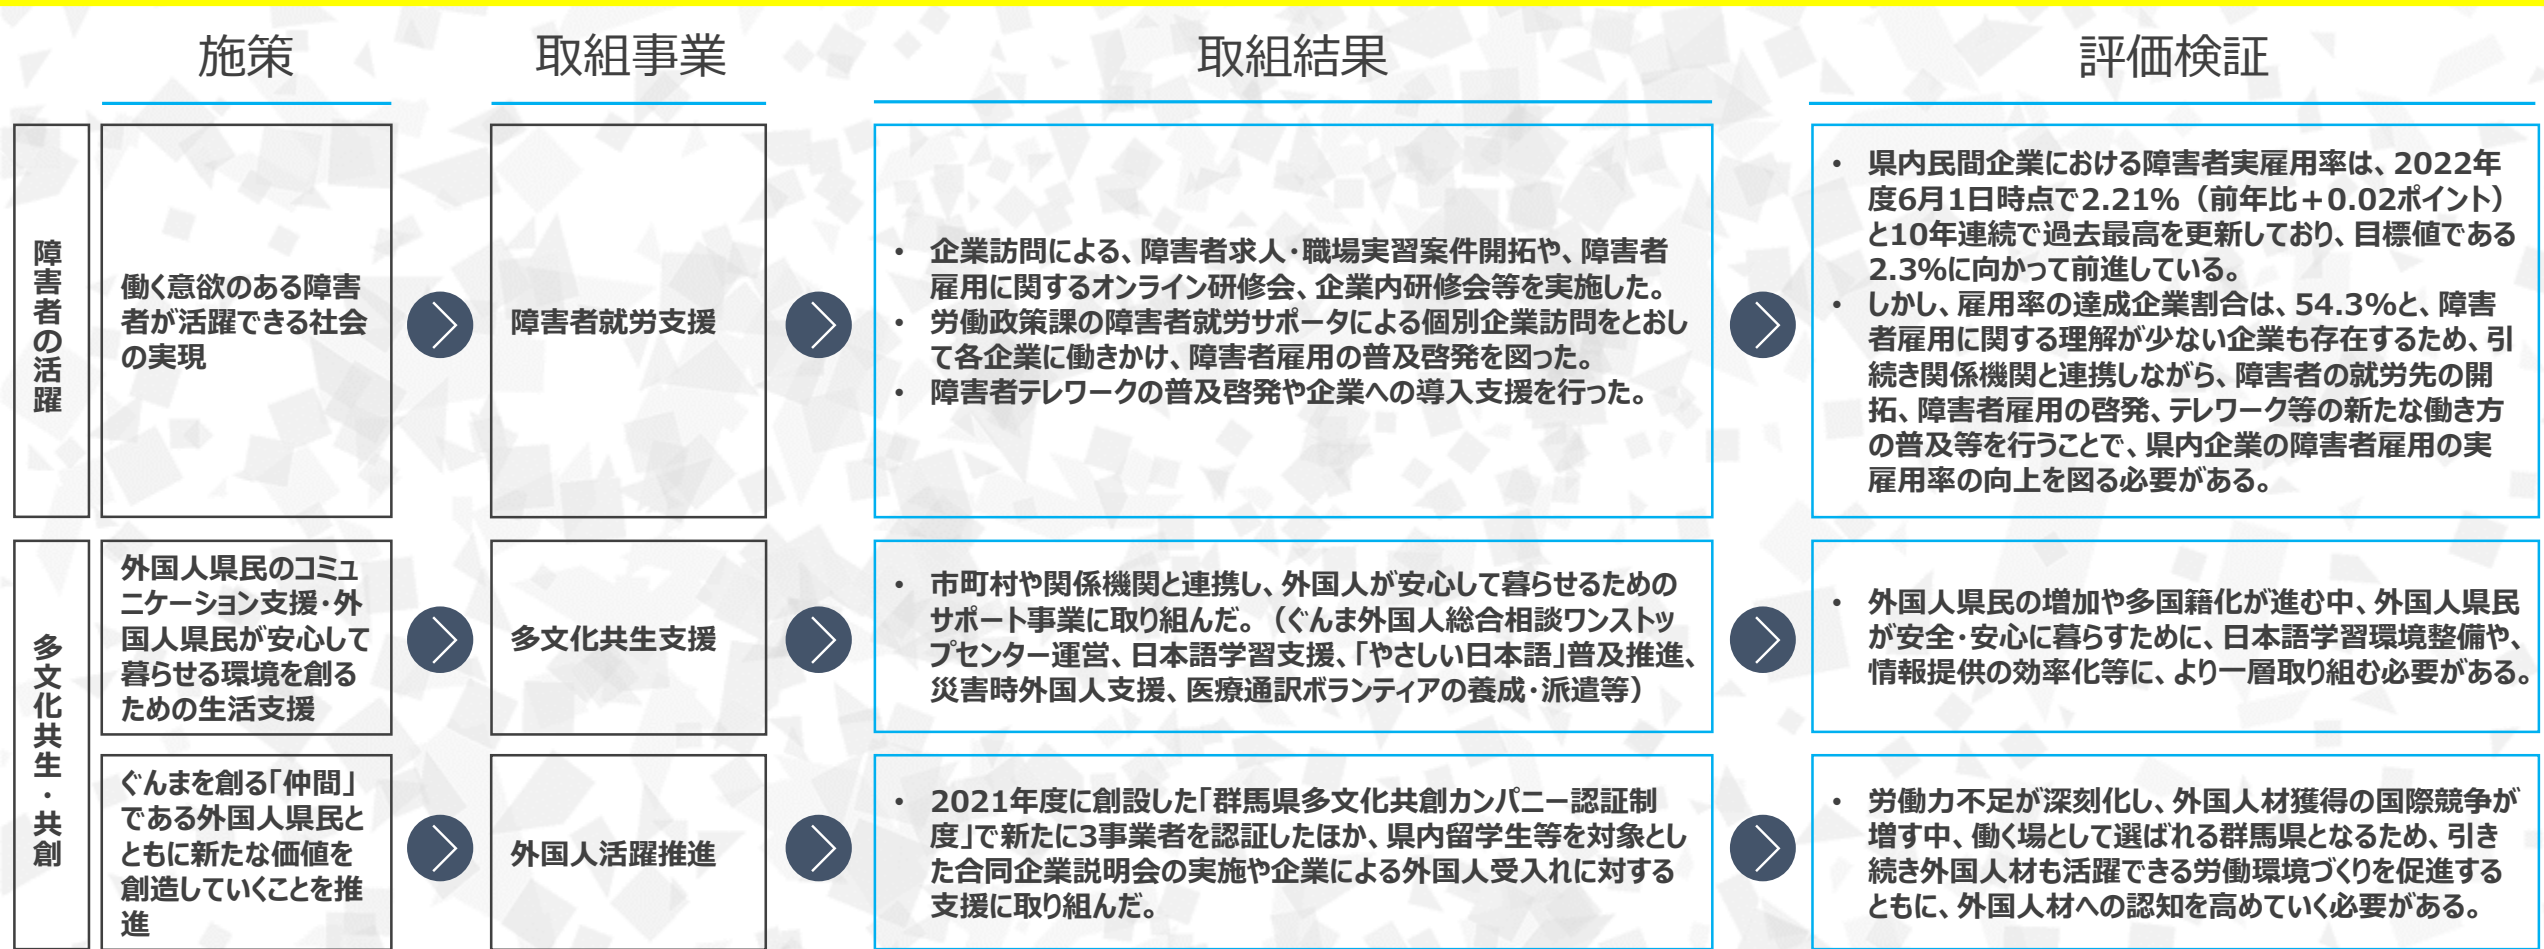 施策
取組事業
取組結果
評価検証
障害者の活躍
働く意欲のある障害
者が活躍できる社会
の実現
障害者就労支援
• 企業訪問による、障害者求人・職場実習案件開拓や、障害者
雇用に関するオンライン研修会、企業内研修会等を実施した。
• 労働政策課の障害者就労サポータによる個別企業訪問をとおし
て各企業に働きかけ、障害者雇用の普及啓発を図った。
• 障害者テレワークの普及啓発や企業への導入支援を行った。
• 県内民間企業における障害者実雇用率は、2022年
度6月1日時点で2.21%（前年比＋0.02ポイント）
と10年連続で過去最高を更新しており、目標値である
2.3%に向かって前進している。
• しかし、雇用率の達成企業割合は、54.3%と、障害
者雇用に関する理解が少ない企業も存在するため、引
続き関係機関と連携しながら、障害者の就労先の開
拓、障害者雇用の啓発、テレワーク等の新たな働き方
の普及等を行うことで、県内企業の障害者雇用の実
雇用率の向上を図る必要がある。
多文化共生・共創
外国人県民のコミュ
ニケーション支援・外
国人県民が安心して
暮らせる環境を創る
ための生活支援
多文化共生支援
• 市町村や関係機関と連携し、外国人が安心して暮らせるための
サポート事業に取り組んだ。（ぐんま外国人総合相談ワンストッ
プセンター運営、日本語学習支援、「やさしい日本語」普及推進、
災害時外国人支援、医療通訳ボランティアの養成・派遣等）
• 外国人県民の増加や多国籍化が進む中、外国人県民
が安全・安心に暮らすために、日本語学習環境整備や、
情報提供の効率化等に、より一層取り組む必要がある。
ぐんまを創る「仲間」
である外国人県民と
ともに新たな価値を
創造していくことを推
進
外国人活躍推進
• 2021年度に創設した「群馬県多文化共創カンパニー認証制
度」で新たに3事業者を認証したほか、県内留学生等を対象とし
た合同企業説明会の実施や企業による外国人受入れに対する
支援に取り組んだ。
• 労働力不足が深刻化し、外国人材獲得の国際競争が
増す中、働く場として選ばれる群馬県となるため、引き
続き外国人材も活躍できる労働環境づくりを促進する
とともに、外国人材への認知を高めていく必要がある。